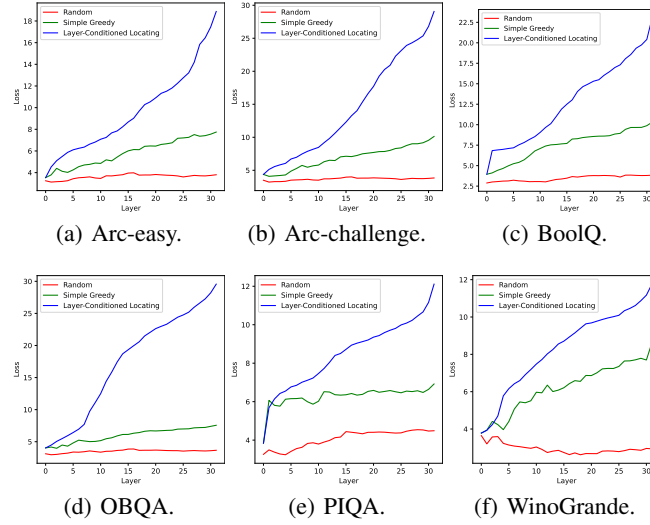 Random
Simple Greedy
Layer-Conditioned Locating
Loss
18
16
14
12
10
8
6
4
0 5 10 15 20 25 30
Layer
(a) Arc-easy.
Random
Simple Greedy
Layer-Conditioned Locating
Loss
30
25
20
15
10
5
0 5 10 15 20 25 30
Layer
(b) Arc-challenge.
Random
Simple Greedy
Layer-Conditioned Locating
Loss
22.5
20.0
17.5
15.0
12.5
10.0
7.5
5.0
2.5
0 5 10 15 20 25 30
Layer
(c) BoolQ.
Random
Simple Greedy
Layer-Conditioned Locating
Loss
30
25
20
15
10
5
0 5 10 15 20 25 30
Layer
(d) OBQA.
Random
Simple Greedy
Layer-Conditioned Locating
Loss
12
10
8
6
4
0 5 10 15 20 25 30
Layer
(e) PIQA.
Random
Simple Greedy
Layer-Conditioned Locating
Loss
12
10
8
6
4
0 5 10 15 20 25 30
Layer
(f) WinoGrande.